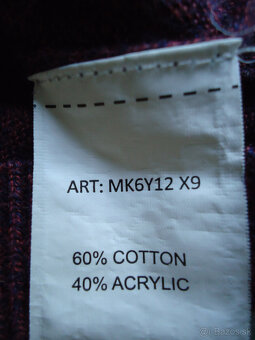 ART: MK6Y12 X9
60% COTTON
40% ACRYLIC